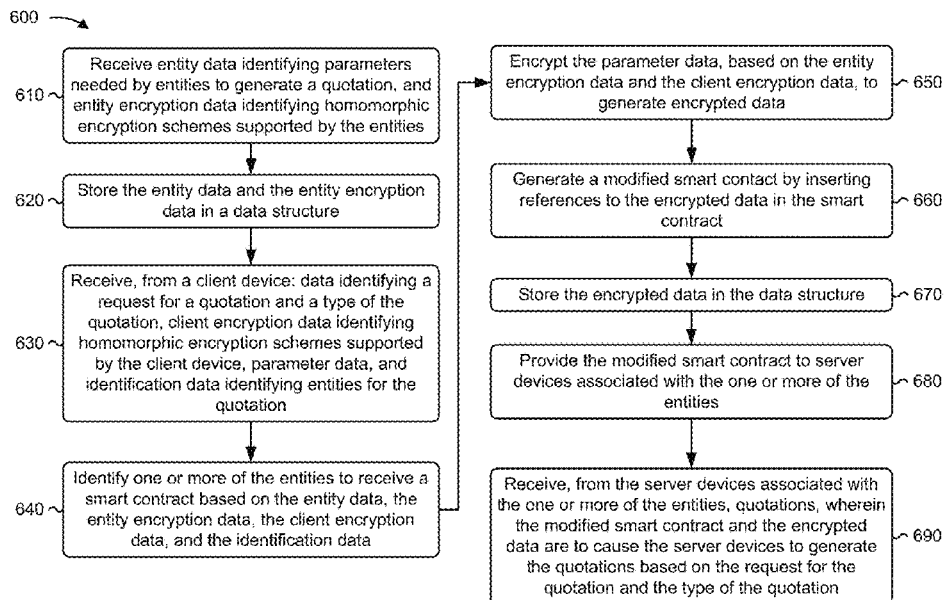 600
610
Receive entity data identifying parameters
needed by entities to generate a quotation, and
entity encryption data identifying homomorphic
encryption schemes supported by the entities
620
Store the entity data and the entity encryption
data in a data structure
630
Receive, from a client device: data identifying a
request for a quotation and a type of the
quotation, client encryption data identifying
homomorphic encryption schemes supported
by the client device, parameter data, and
identification data identifying entities for the
quotation
640
Identify one or more of the entities to receive a
smart contract based on the entity data, the
entity encryption data, the client encryption
data, and the identification data
Encrypt the parameter data, based on the entity
encryption data and the client encryption data, to
generate encrypted data
650
Generate a modified smart contact by inserting
references to the encrypted data in the smart
contract
660
Store the encrypted data in the data structure
670
Provide the modified smart contract to server
devices associated with the one or more of the
entities
680
Receive, from the server devices associated with
the one or more of the entities, quotations, wherein
the modified smart contract and the encrypted
data are to cause the server devices to generate
the quotations based on the request for the
quotation and the type of the quotation
690